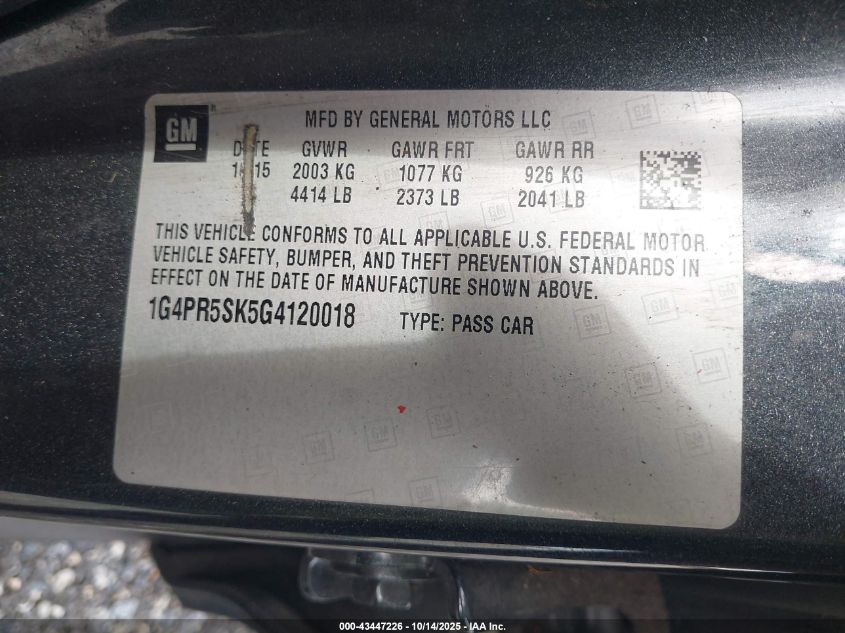 GM
MFD BY GENERAL MOTORS LLC
DATE GVWR GAWR FRT GAWR RR
15 2003 KG 1077 KG 926 KG
4414 LB 2373 LB 2041 LB
THIS VEHICLE CONFORMS TO ALL APPLICABLE U.S. FEDERAL MOTOR
VEHICLE SAFETY, BUMPER, AND THEFT PREVENTION STANDARDS IN
EFFECT ON THE DATE OF MANUFACTURE SHOWN ABOVE.
1G4PR5SK5G4120018 TYPE: PASS CAR
000-43447226 - 10/14/2025 - IAA Inc.